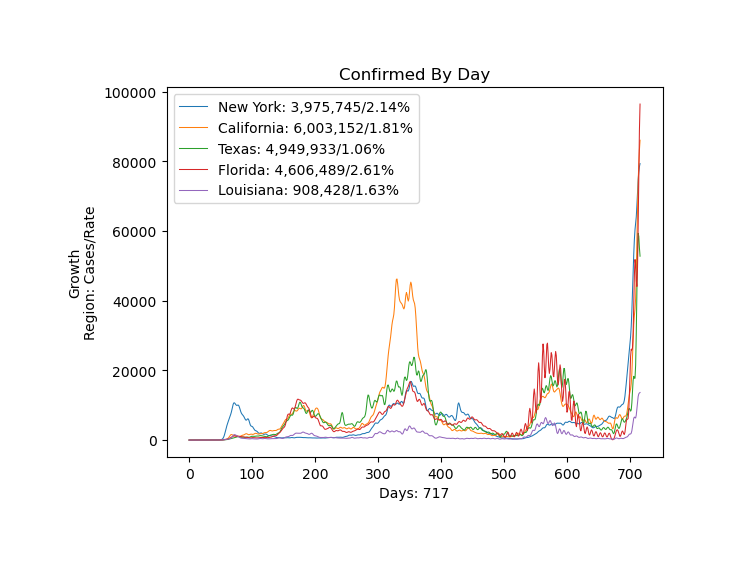 Confirmed By Day
100000
80000
60000
40000
20000
0
Growth
Region: Cases/Rate
New York: 3,975,745/2.14%
California: 6,003,152/1.81%
Texas: 4,949,933/1.06%
Florida: 4,606,489/2.61%
Louisiana: 908,428/1.63%
0 100 200 300 400 500 600 700
Days: 717